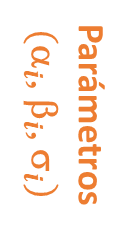 Parámetros
(αi, βi, σi)